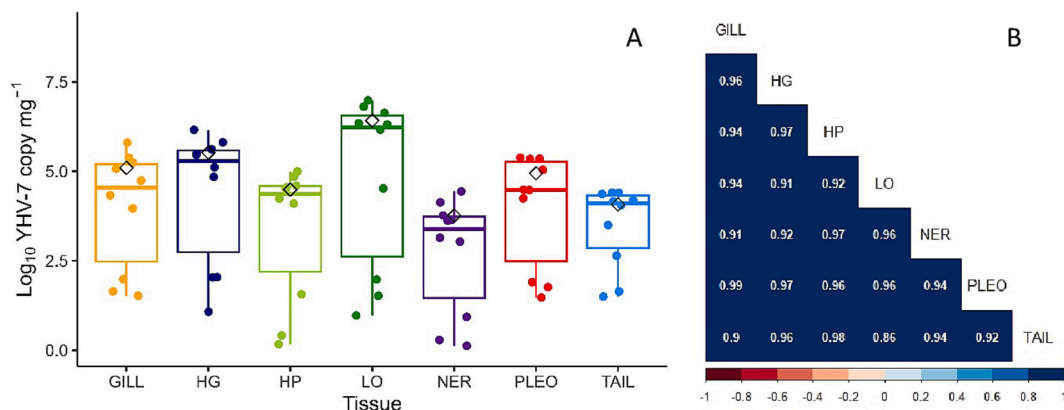 A
Log10 YHV-7 copy mg-1
7.5
5.0
2.5
0.0
GILL HG HP LO NER PLEO TAIL
Tissue
B
GILL
0.96 HG
0.94 0.97 HP
0.94 0.91 0.92 LO
0.91 0.92 0.97 0.96 NER
0.99 0.97 0.96 0.96 0.94 PLEO
0.9 0.96 0.98 0.86 0.94 0.92 TAIL
-1 -0.8 -0.6 -0.4 -0.2 0 0.2 0.4 0.6 0.8